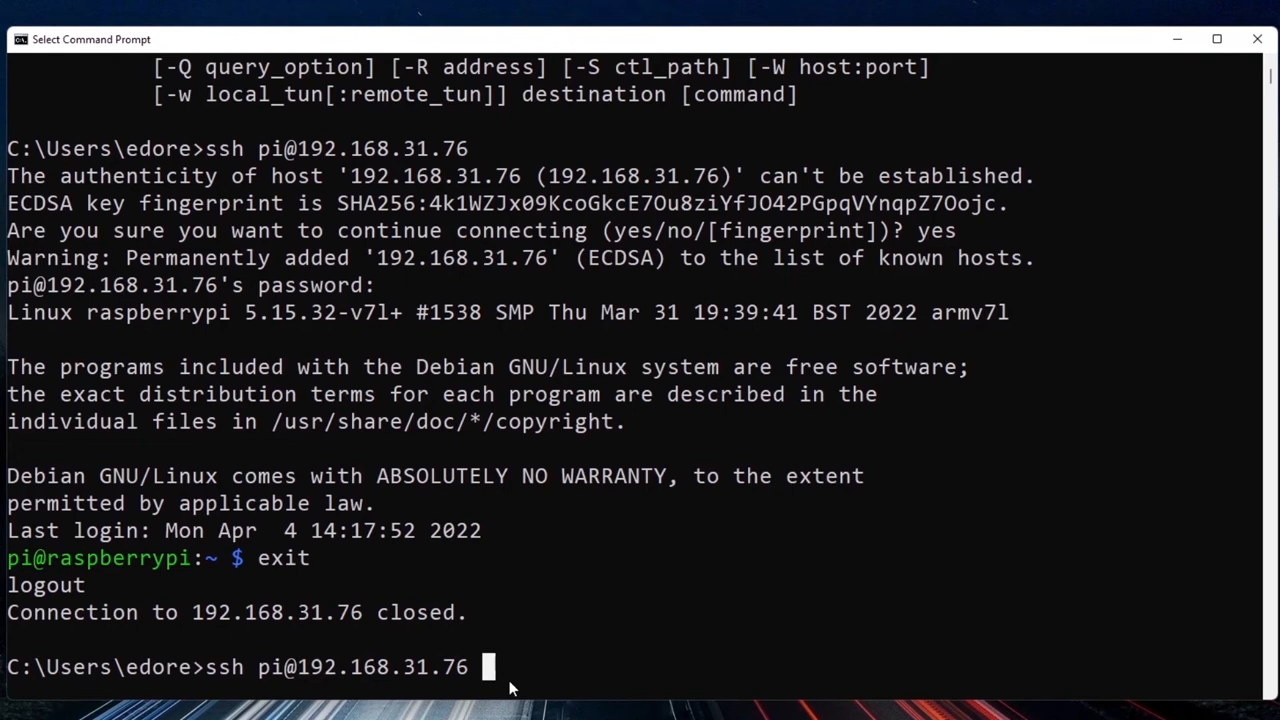 Select Command Prompt
[-Q query_option] [-R address] [-S ctl_path] [-W host:port]
[-w local_tun[:remote_tun]] destination [command]
C:\Users\edore>ssh pi@192.168.31.76
The authenticity of host '192.168.31.76 (192.168.31.76)' can't be established.
ECDSA key fingerprint is SHA256:4k1WZJx09KcoGkcE7Ou8ziYfJO42PGpqVYnqpZ7Oojc.
Are you sure you want to continue connecting (yes/no/[fingerprint])? yes
Warning: Permanently added '192.168.31.76' (ECDSA) to the list of known hosts.
pi@192.168.31.76's password:
Linux raspberrypi 5.15.32-v7l+ #1538 SMP Thu Mar 31 19:39:41 BST 2022 armv7l
The programs included with the Debian GNU/Linux system are free software;
the exact distribution terms for each program are described in the
individual files in /usr/share/doc/*/copyright.
Debian GNU/Linux comes with ABSOLUTELY NO WARRANTY, to the extent
permitted by applicable law.
Last login: Mon Apr  4 14:17:52 2022
pi@raspberrypi:~ $ exit
logout
Connection to 192.168.31.76 closed.
C:\Users\edore>ssh pi@192.168.31.76